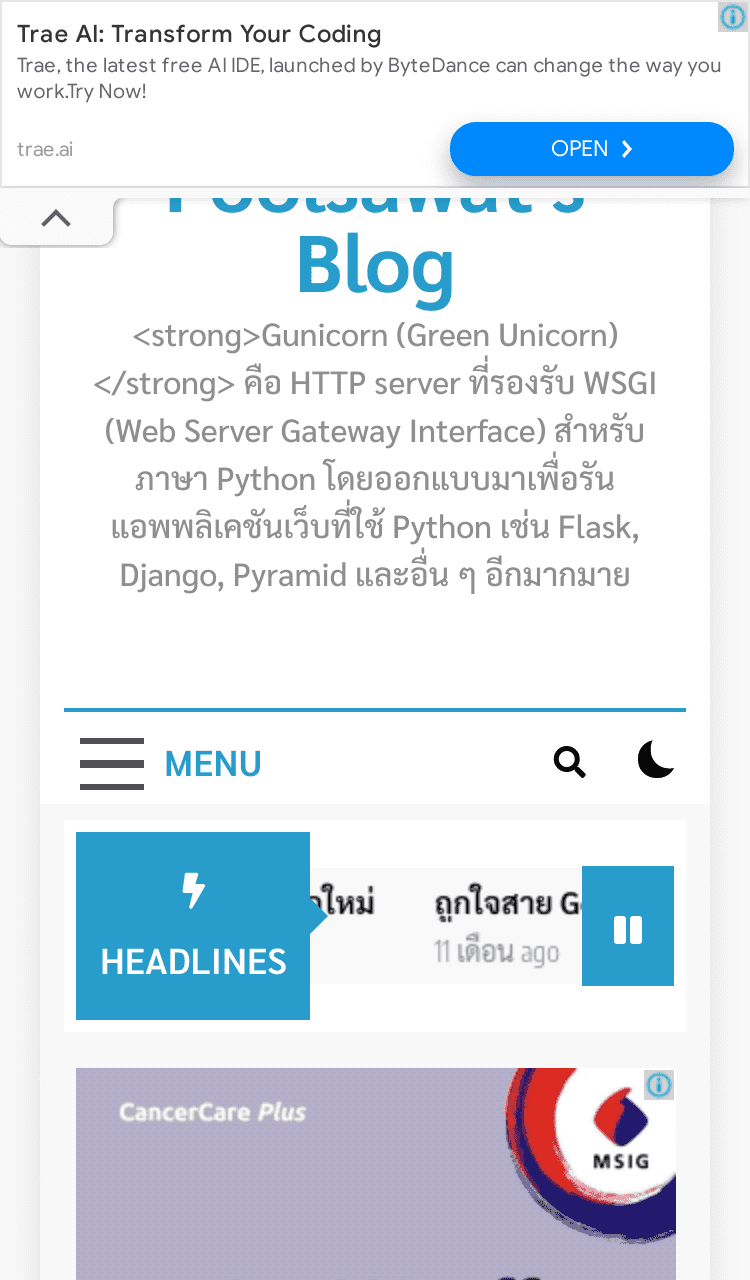 Trae AI: Transform Your Coding
Trae, the latest free AI IDE, launched by ByteDance can change the way you
work.Try Now!
trae.ai
OPEN
Poolsawat's
Blog
<strong>Gunicorn (Green Unicorn)
</strong> คือ HTTP server ที่รองรับ WSGI
(Web Server Gateway Interface) สำหรับ
ภาษา Python โดยออกแบบมาเพื่อรัน
แอพพลิเคชันเว็บที่ใช้ Python เช่น Flask,
Django, Pyramid และอื่น ๆ อีกมากมาย
MENU
HEADLINES
ใหม่
ถูกใจสาย G
11 เดือน ago
CancerCare Plus
MSIG